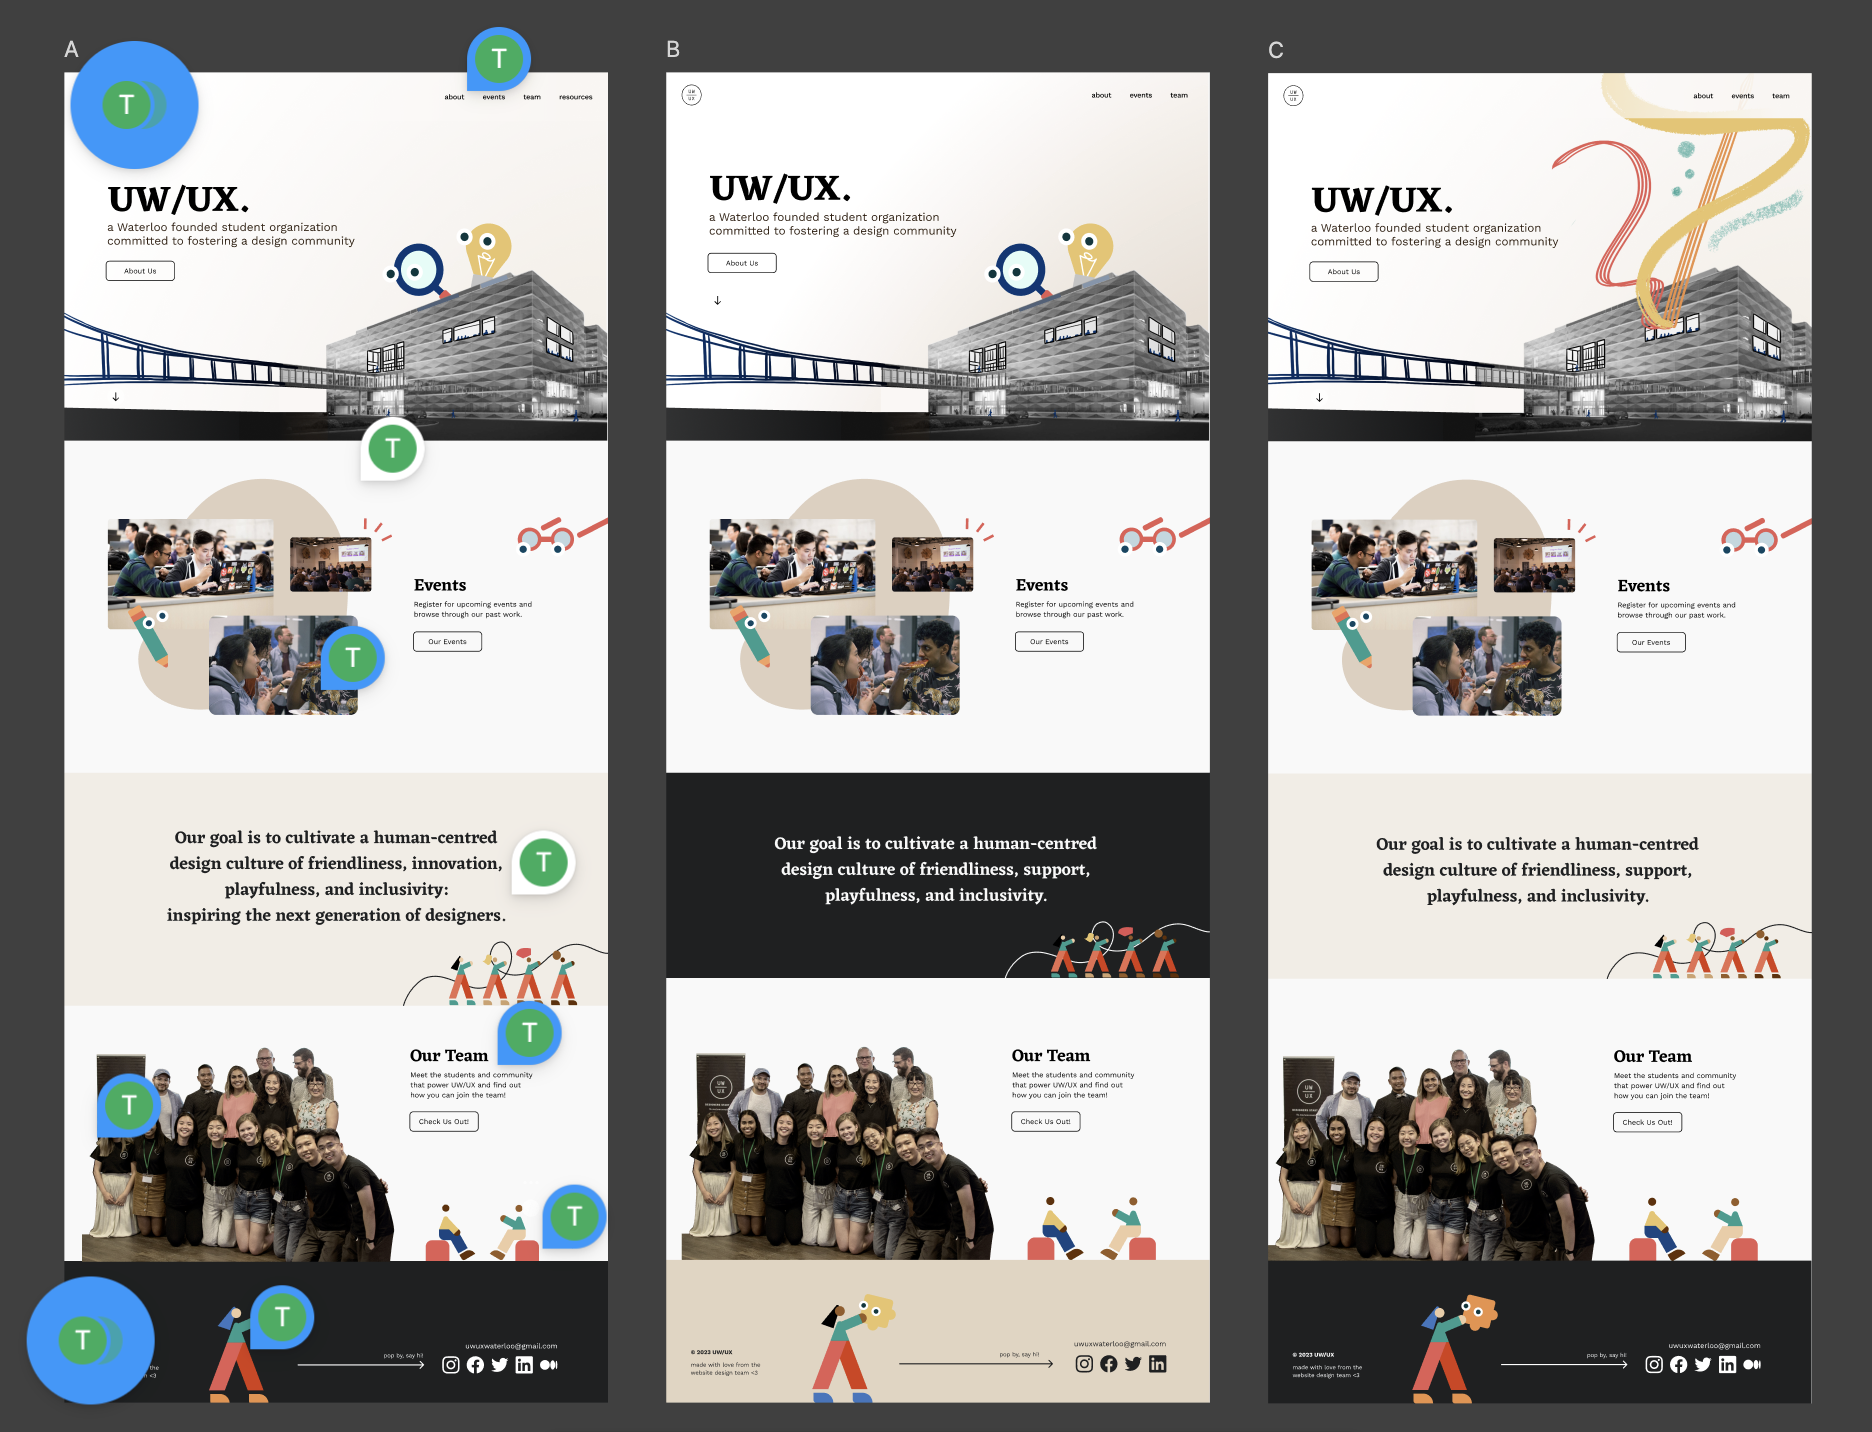 A
T
T
about events team resources
UW/UX.
a Waterloo founded student organization
committed to fostering a design community
About Us
T
Events
Register for upcoming events and
browse through our past work.
Our Events
T
Our goal is to cultivate a human-centred
design culture of friendliness, innovation,
playfulness, and inclusivity:
inspiring the next generation of designers.
T
T
Our Team
Meet the students and community
that power UW/UX and find out
how you can join the team!
Check Us Out!
T
T
T
T
the
<3
pop by, say hi!
uwuxwaterloo@gmail.com
B
UW
UX
about events team
UW/UX.
a Waterloo founded student organization
committed to fostering a design community
About Us
Events
Register for upcoming events and
browse through our past work.
Our Events
Our goal is to cultivate a human-centred
design culture of friendliness, support,
playfulness, and inclusivity.
UW
UX
Our Team
Meet the students and community
that power UW/UX and find out
how you can join the team!
Check Us Out!
© 2023 UW/UX
made with love from the
website design team <3
pop by, say hi!
uwuxwaterloo@gmail.com
C
UW
UX
about events team
UW/UX.
a Waterloo founded student organization
committed to fostering a design community
About Us
Events
Register for upcoming events and
browse through our past work.
Our Events
Our goal is to cultivate a human-centred
design culture of friendliness, support,
playfulness, and inclusivity.
UW
UX
Our Team
Meet the students and community
that power UW/UX and find out
how you can join the team!
Check Us Out!
© 2023 UW/UX
made with love from the
website design team <3
pop by, say hi!
uwuxwaterloo@gmail.com